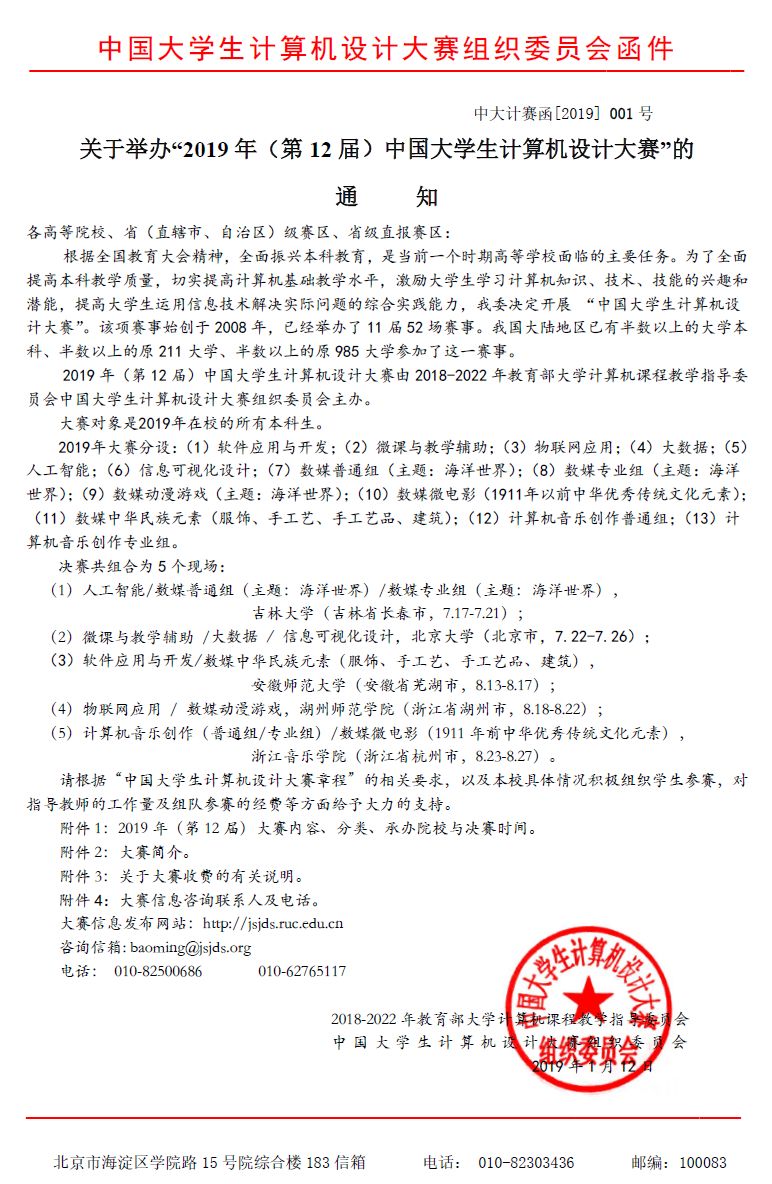 中国大学生计算机设计大赛组织委员会函件
中大计赛函[2019] 001 号
关于举办“2019 年（第 12 届）中国大学生计算机设计大赛”的
通 知
各高等院校、省（直辖市、自治区）级赛区、省级直报赛区：
根据全国教育大会精神，全面振兴本科教育，是当前一个时期高等学校面临的主要任务。为了全面
提高本科教学质量，切实提高计算机基础教学水平，激励大学生学习计算机知识、技术、技能的兴趣和
潜能，提高大学生运用信息技术解决实际问题的综合实践能力，我委决定开展 “中国大学生计算机设
计大赛”。该项赛事始创于 2008 年，已经举办了 11 届 52 场赛事。我国大陆地区已有半数以上的大学本
科、半数以上的原 211 大学、半数以上的原 985 大学参加了这一赛事。
2019 年（第 12 届）中国大学生计算机设计大赛由 2018-2022 年教育部大学计算机课程教学指导委
员会中国大学生计算机设计大赛组织委员会主办。
大赛对象是2019年在校的所有本科生。
2019年大赛分设：（1）软件应用与开发；（2）微课与教学辅助；（3）物联网应用；（4）大数据；（5）
人工智能；（6）信息可视化设计；（7）数媒普通组（主题：海洋世界）；（8）数媒专业组（主题：海洋
世界）；（9）数媒动漫游戏（主题：海洋世界）；（10）数媒微电影（1911年以前中华优秀传统文化元素）；
（11）数媒中华民族元素（服饰、手工艺、手工艺品、建筑）；（12）计算机音乐创作普通组；（13）计
算机音乐创作专业组。
决赛共组合为 5 个现场：
（1）人工智能/数媒普通组（主题：海洋世界）/数媒专业组（主题：海洋世界），
吉林大学（吉林省长春市，7.17-7.21）；
（2）微课与教学辅助 /大数据 / 信息可视化设计，北京大学（北京市，7.22-7.26）；
（3）软件应用与开发/数媒中华民族元素（服饰、手工艺、手工艺品、建筑），
安徽师范大学（安徽省芜湖市，8.13-8.17）；
（4）物联网应用 / 数媒动漫游戏，湖州师范学院（浙江省湖州市，8.18-8.22）；
（5）计算机音乐创作（普通组/专业组）/数媒微电影（1911 年前中华优秀传统文化元素），
浙江音乐学院（浙江省杭州市，8.23-8.27）。
请根据“中国大学生计算机设计大赛章程”的相关要求，以及本校具体情况积极组织学生参赛，对
指导教师的工作量及组队参赛的经费等方面给予大力的支持。
附件 1：2019 年（第 12 届）大赛内容、分类、承办院校与决赛时间。
附件 2：大赛简介。
附件 3：关于大赛收费的有关说明。
附件 4：大赛信息咨询联系人及电话。
大赛信息发布网站：http://jsjds.ruc.edu.cn
咨询信箱: baoming@jsjds.org
电话： 010-82500686 010-62765117
中国大学生计算机设计大赛
组织委员会
2018-2022 年教育部大学计算机课程教学指导委员会
中国大学生计算机设计大赛组织委员会
2019 年 1 月 12 日
北京市海淀区学院路 15 号院综合楼 183 信箱 电话： 010-82303436 邮编：100083